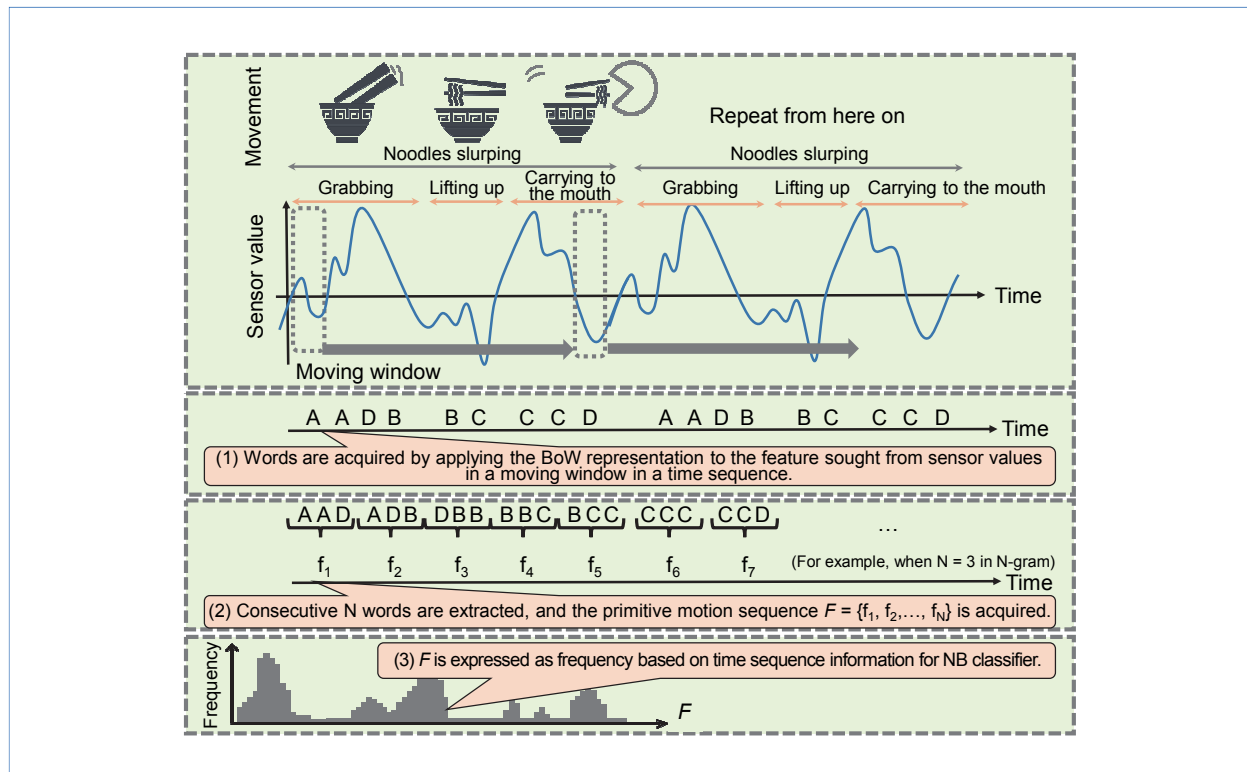 Movement
Repeat from here on
Noodles slurping
Noodles slurping
Grabbing
Lifting up
Carrying to
the mouth
Grabbing
Lifting up
Carrying to the mouth
Sensor value
Time
Moving window
A A D B B C C C D A A D B B C C C D
Time
(1) Words are acquired by applying the BoW representation to the feature sought from sensor values
in a moving window in a time sequence.
A A D A D B D B B B B C B C C C C C C C D ...
f1 f2 f3 f4 f5 f6 f7 (For example, when N = 3 in N-gram)
Time
(2) Consecutive N words are extracted, and the primitive motion sequence F = {f1, f2,..., fN} is acquired.
Frequency
(3) F is expressed as frequency based on time sequence information for NB classifier.
F